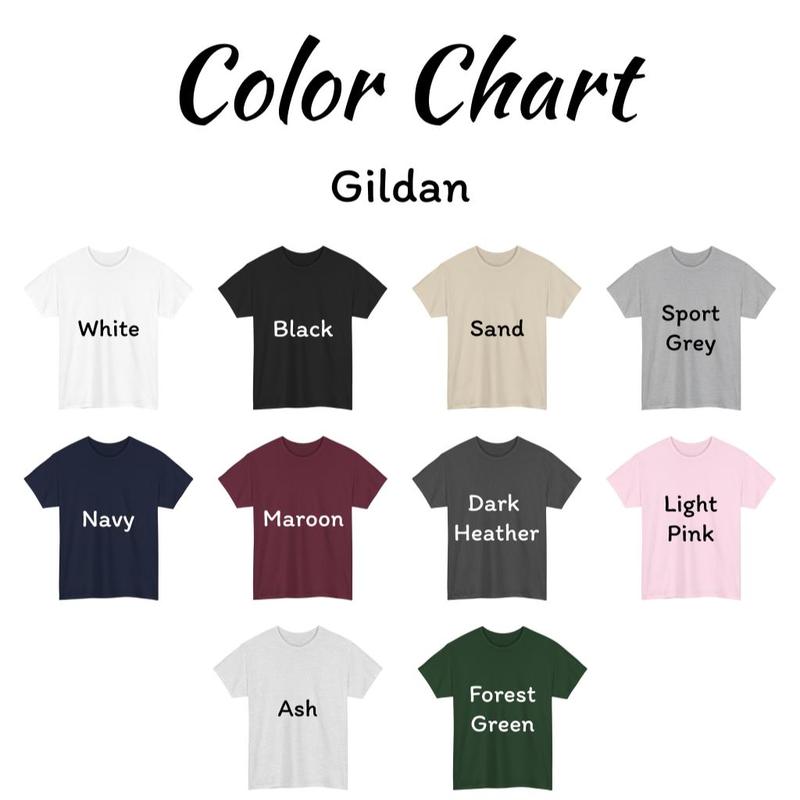 Color Chart
Gildan
White
Black
Sand
Sport
Grey
Navy
Maroon
Dark
Heather
Light
Pink
Ash
Forest
Green